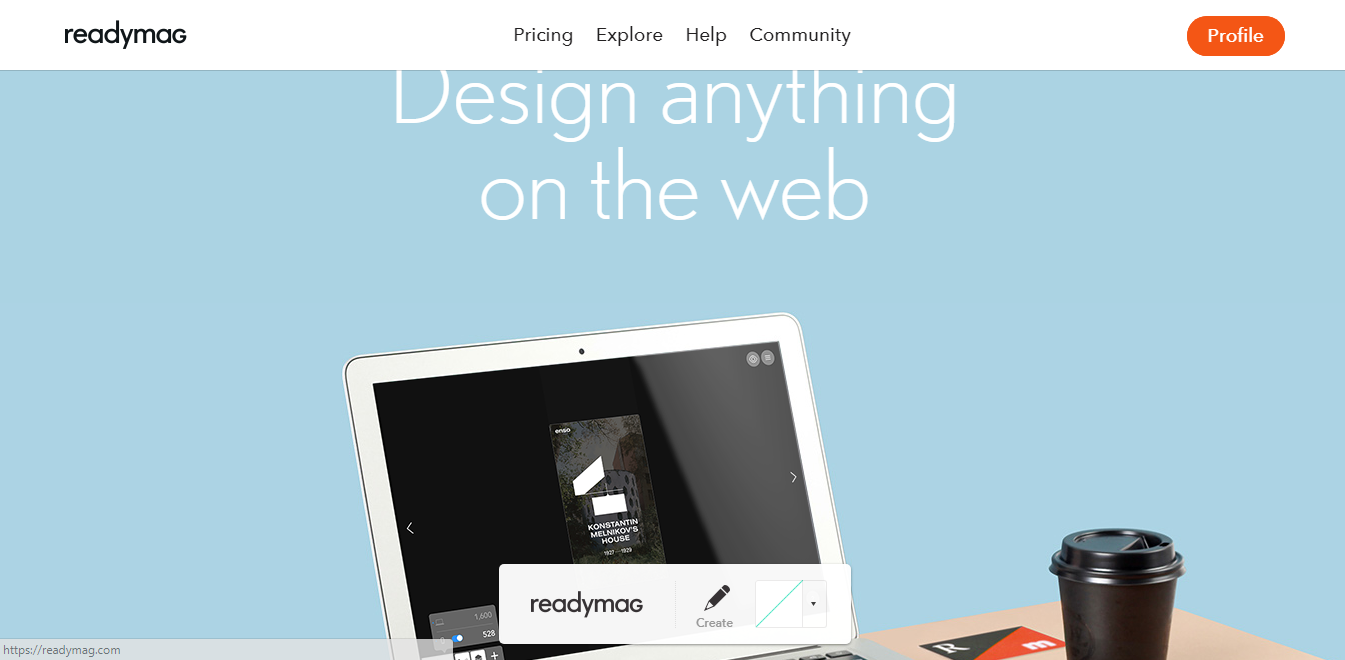 readymag
Pricing Explore Help Community
Profile
Design anything
on the web
enso
KONSTANTIN
MELNIKOV'S
HOUSE
1927—1929
1,600
528
readymag
Create
R
https://readymag.com